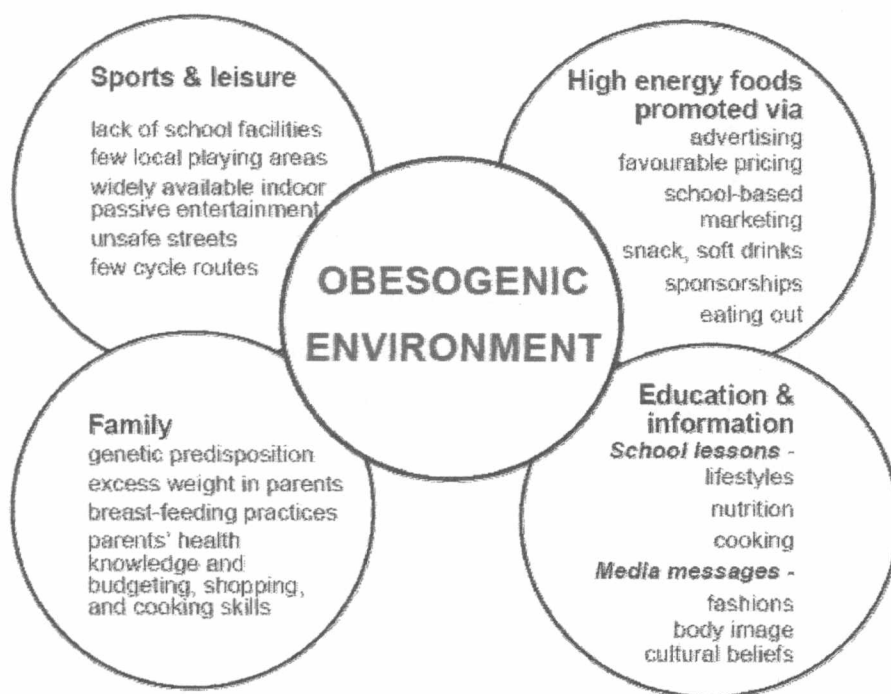 Sports & leisure
lack of school facilities
few local playing areas
widely available indoor
passive entertainment
unsafe streets
few cycle routes
High energy foods
promoted via
advertising
favourable pricing
school-based
marketing
snack, soft drinks
sponsorships
eating out
OBESOGENIC
ENVIRONMENT
Family
genetic predisposition
excess weight in parents
breast-feeding practices
parents' health
knowledge and
budgeting, shopping,
and cooking skills
Education &
information
School lessons -
lifestyles
nutrition
cooking
Media messages -
fashions
body image
cultural beliefs